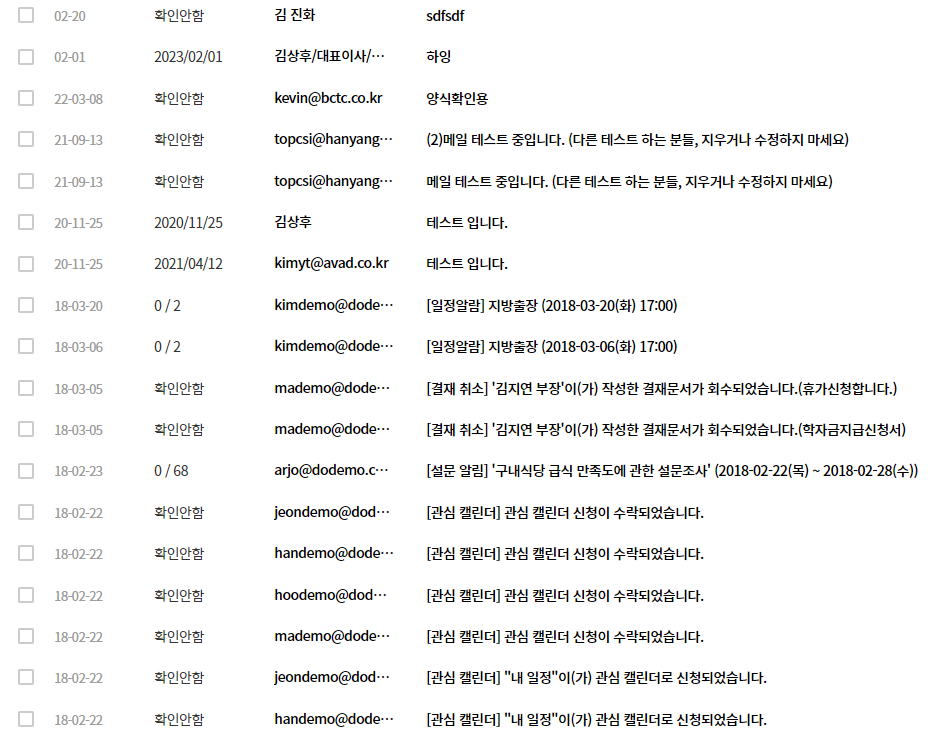 02-20 확인안함 김 진화 sdfsdf
02-01 2023/02/01 김상후/대표이사/··· 하잉
22-03-08 확인안함 kevin@bctc.co.kr 양식확인용
21-09-13 확인안함 topcsi@hanyang··· (2)메일 테스트 중입니다. (다른 테스트 하는 분들, 지우거나 수정하지 마세요)
21-09-13 확인안함 topcsi@hanyang··· 메일 테스트 중입니다. (다른 테스트 하는 분들, 지우거나 수정하지 마세요)
20-11-25 2020/11/25 김상후 테스트 입니다.
20-11-25 2021/04/12 kimyt@avad.co.kr 테스트 입니다.
18-03-20 0 / 2 kimdemo@dode··· [일정알람] 지방출장 (2018-03-20(화) 17:00)
18-03-06 0 / 2 kimdemo@dode··· [일정알람] 지방출장 (2018-03-06(화) 17:00)
18-03-05 확인안함 mademo@dode··· [결재 취소] '김지연 부장'이(가) 작성한 결재문서가 회수되었습니다.(휴가신청합니다.)
18-03-05 확인안함 mademo@dode··· [결재 취소] '김지연 부장'이(가) 작성한 결재문서가 회수되었습니다.(학자금지급신청서)
18-02-23 0 / 68 arjo@dodemo.c··· [설문 알림] '구내식당 급식 만족도에 관한 설문조사' (2018-02-22(목) ~ 2018-02-28(수))
18-02-22 확인안함 jeondemo@dod··· [관심 캘린더] 관심 캘린더 신청이 수락되었습니다.
18-02-22 확인안함 handemo@dode··· [관심 캘린더] 관심 캘린더 신청이 수락되었습니다.
18-02-22 확인안함 hoodemo@dod··· [관심 캘린더] 관심 캘린더 신청이 수락되었습니다.
18-02-22 확인안함 mademo@dode··· [관심 캘린더] 관심 캘린더 신청이 수락되었습니다.
18-02-22 확인안함 jeondemo@dod··· [관심 캘린더] "내 일정"이(가) 관심 캘린더로 신청되었습니다.
18-02-22 확인안함 handemo@dode··· [관심 캘린더] "내 일정"이(가) 관심 캘린더로 신청되었습니다.